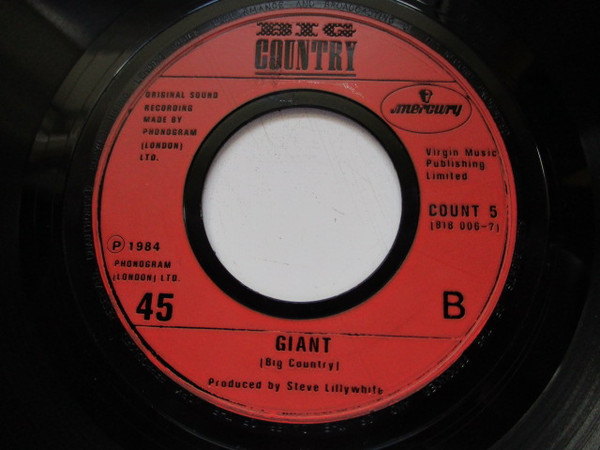 BIG
COUNTRY
ORIGINAL SOUND
RECORDING
MADE BY
PHONOGRAM
(LONDON)
LTD.
mercury
Virgin Music
Publishing
Limited
COUNT 5
(818 006-7)
℗ 1984
PHONOGRAM
(LONDON) LTD.
45
B
GIANT
(Big Country)
Produced by Steve Lillywhite